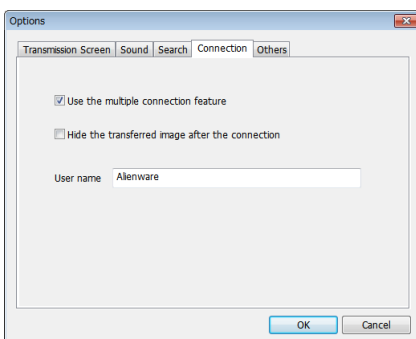 Options
Transmission Screen Sound Search Connection Others
Use the multiple connection feature
Hide the transferred image after the connection
User name Alienware
OK Cancel